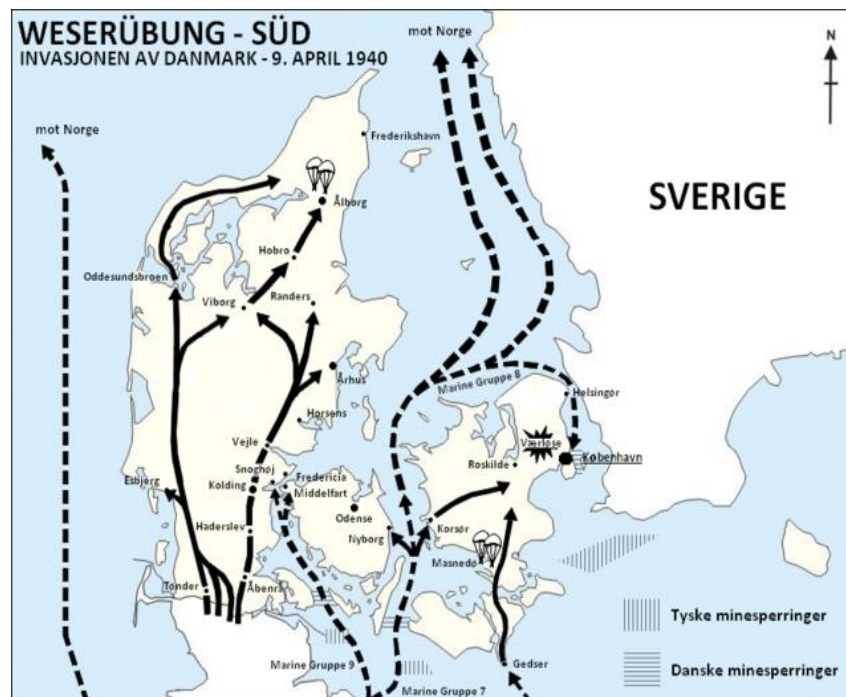 WESERÜBUNG - SÜD
INVASJONEN AV DANMARK - 9. APRIL 1940
mot Norge
N
mot Norge
Frederikshavn
SVERIGE
Ålborg
Hobro
Oddesundsbroen
Viborg
Randers
Århus
Marine Gruppe 8
Helsingør
Horsens
Værløse
Vejle
København
Roskilde
Snoghøj
Esbjerg
Kolding
Fredericia
Middelfart
Odense
Korsør
Haderslev
Nyborg
Masnedø
Tønder
Åbenrå
Tyske minesperringer
Marine Gruppe 9
Gedser
Danske minesperringer
Marine Gruppe 7